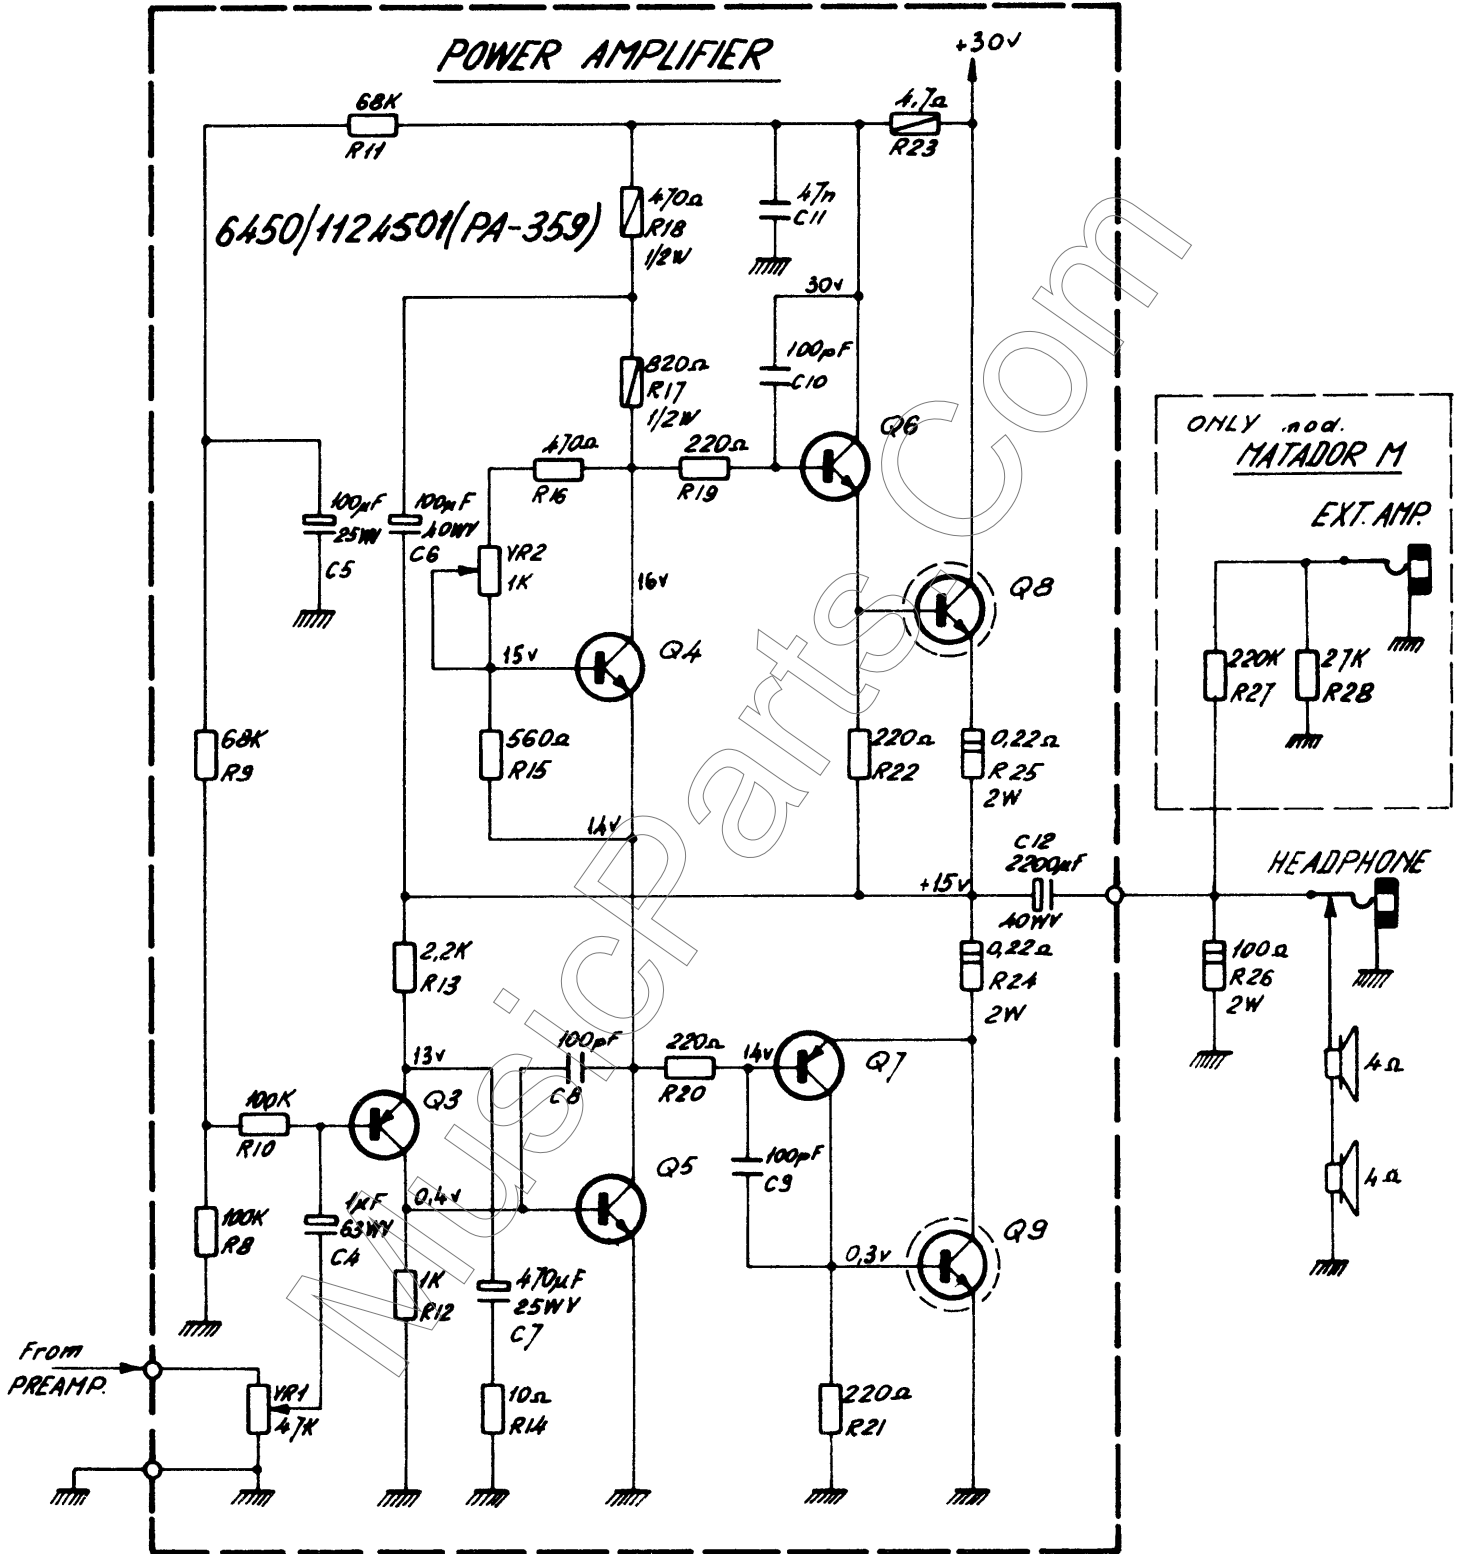 POWER AMPLIFIER
+30v
68K
R11
4,7Ω
R23
6450/1124501(PA-359)
470Ω
R18
1/2W
47n
C11
30v
820Ω
R17
1/2W
100pF
C10
Q6
470Ω
R16
220Ω
R19
100µF
25WV
C5
100µF
40WV
C6
VR2
1K
16v
Q8
15v
Q4
68K
R9
560Ω
R15
220Ω
R22
0,22Ω
R25
2W
14v
ONLY mod.
MATADOR M
EXT. AMP.
220K
R27
27K
R28
+15v
C12
2200µF
40WV
HEADPHONE
2,2K
R13
0,22Ω
R24
2W
100Ω
R26
2W
13v
100pF
C8
220Ω
R20
14v
Q7
4Ω
100K
R10
Q3
Q5
100pF
C9
4Ω
0,4v
100K
R8
1µF
63WV
C4
1K
R12
470µF
25WV
C7
0,3v
Q9
From
PREAMP.
VR1
47K
10Ω
R14
220Ω
R21
MusicParts.Com